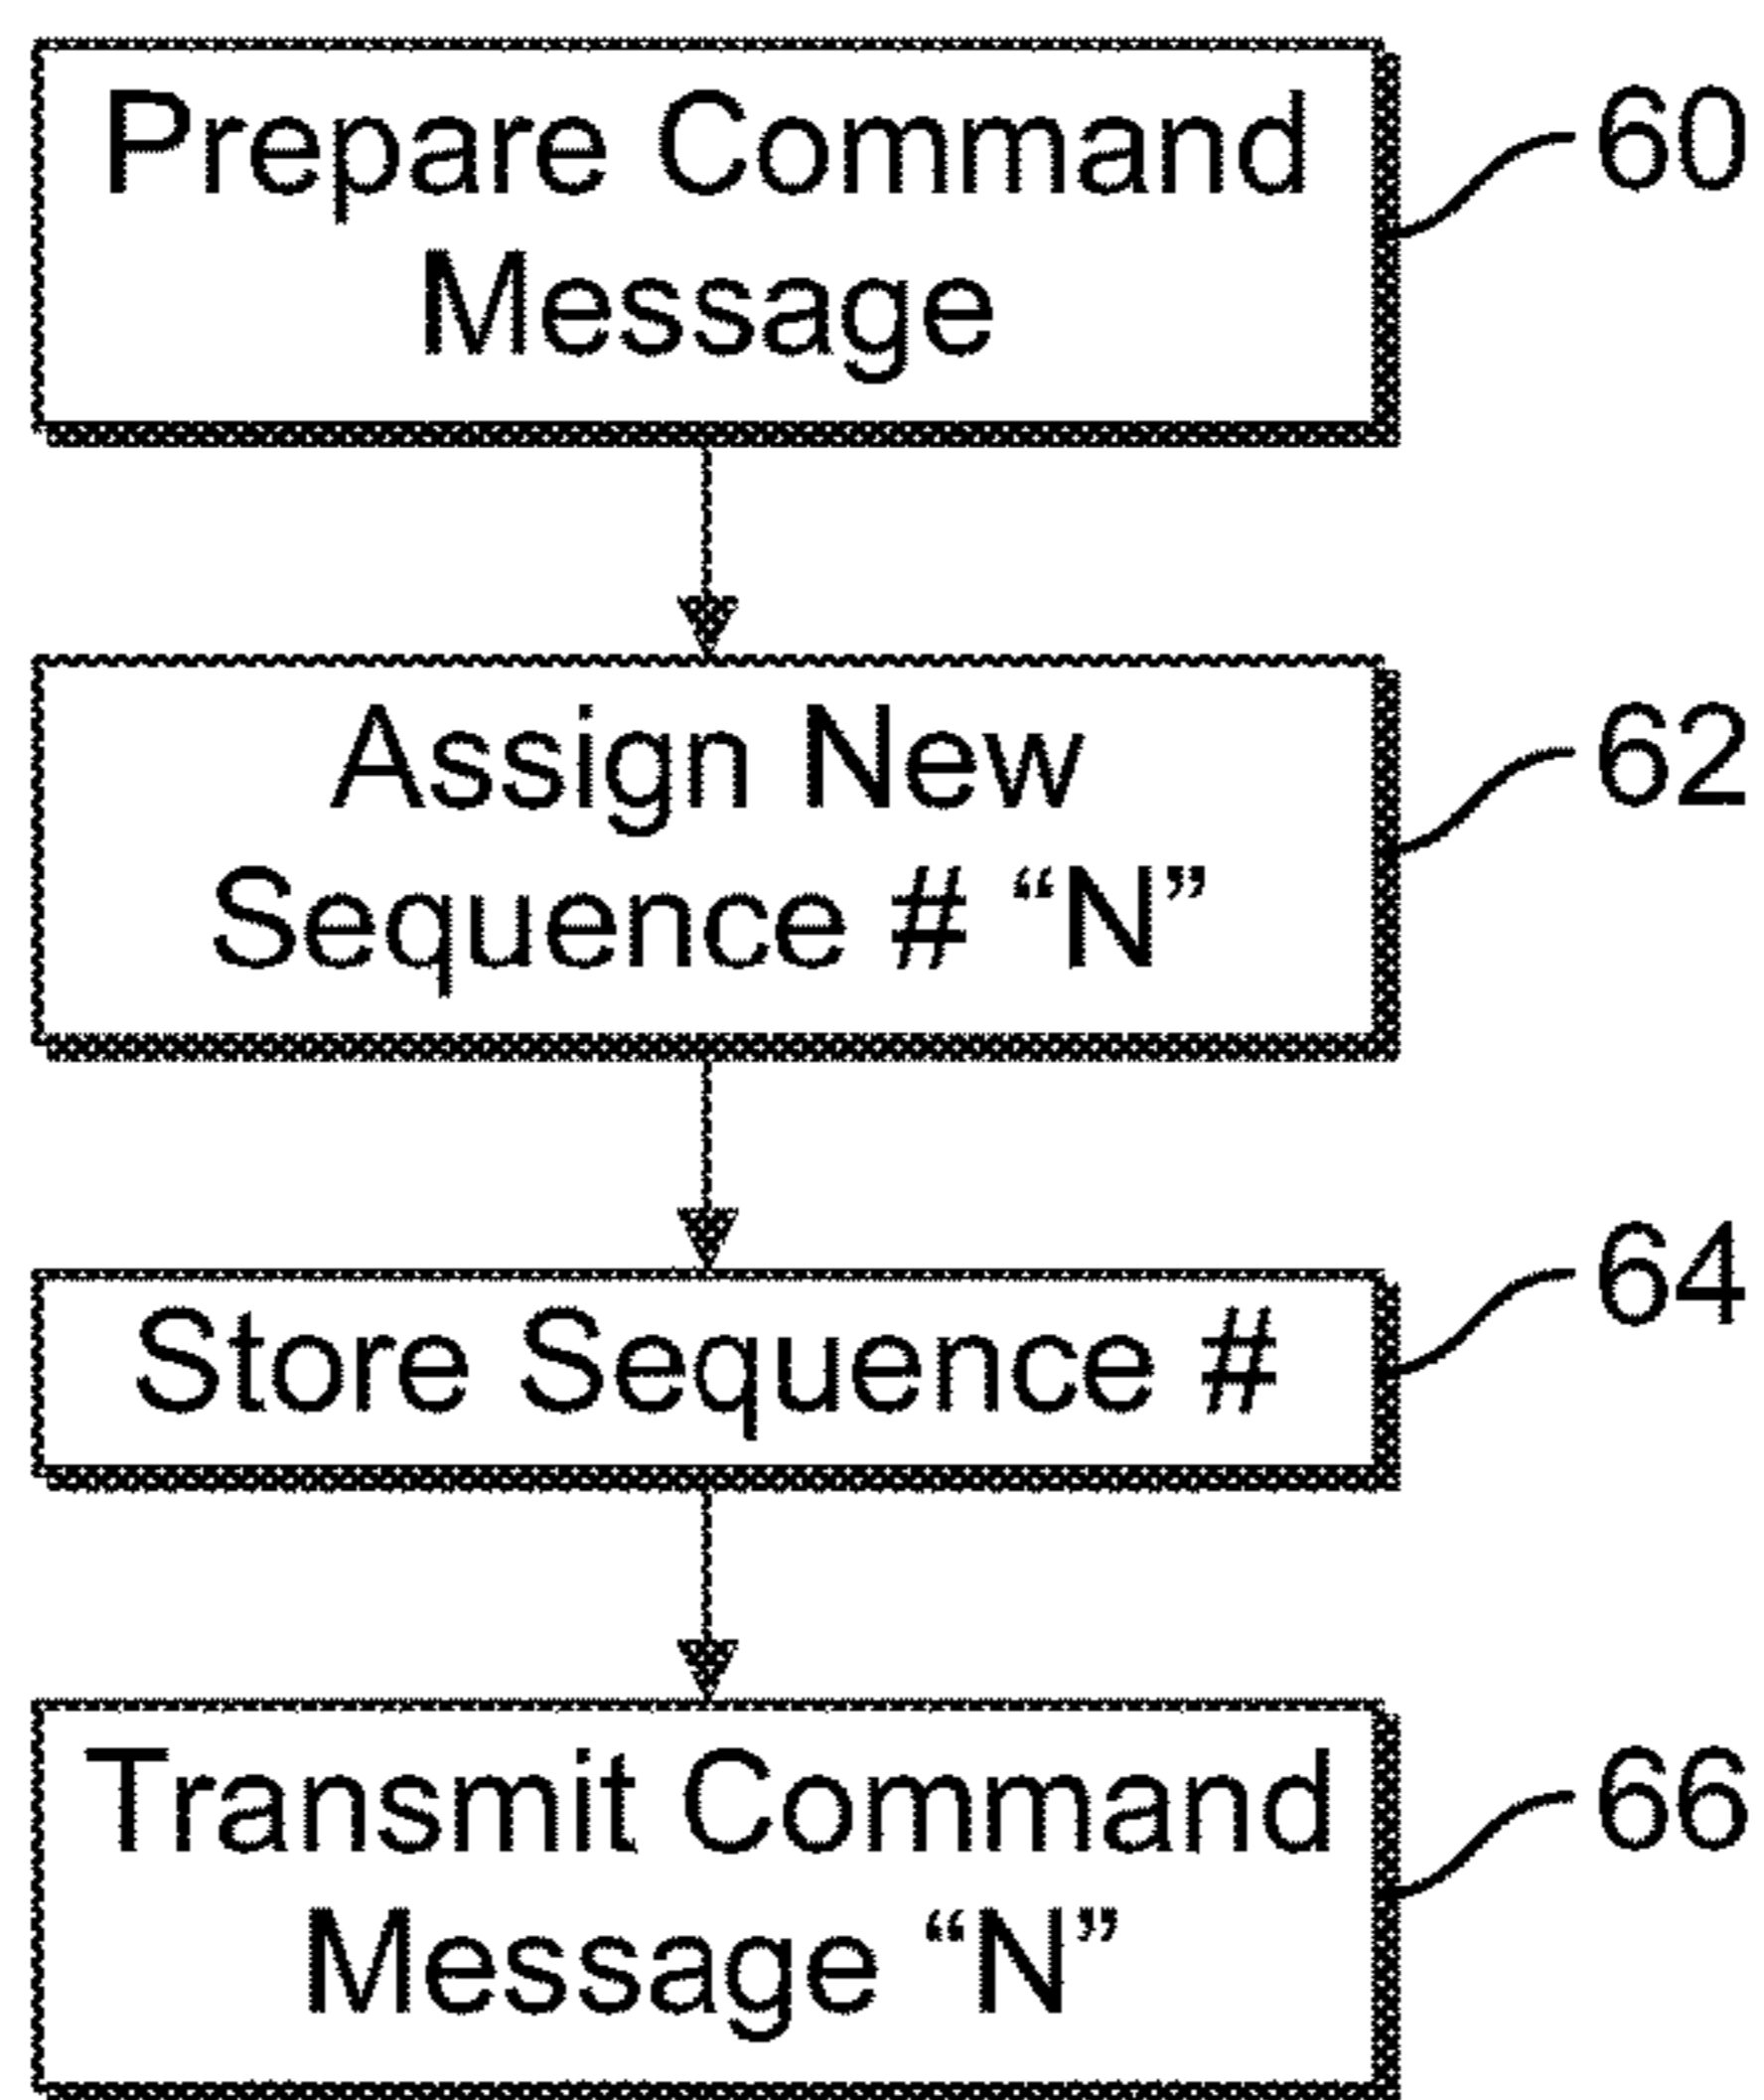 Prepare Command
Message
60
Assign New
Sequence # “N”
62
Store Sequence #
64
Transmit Command
Message “N”
66